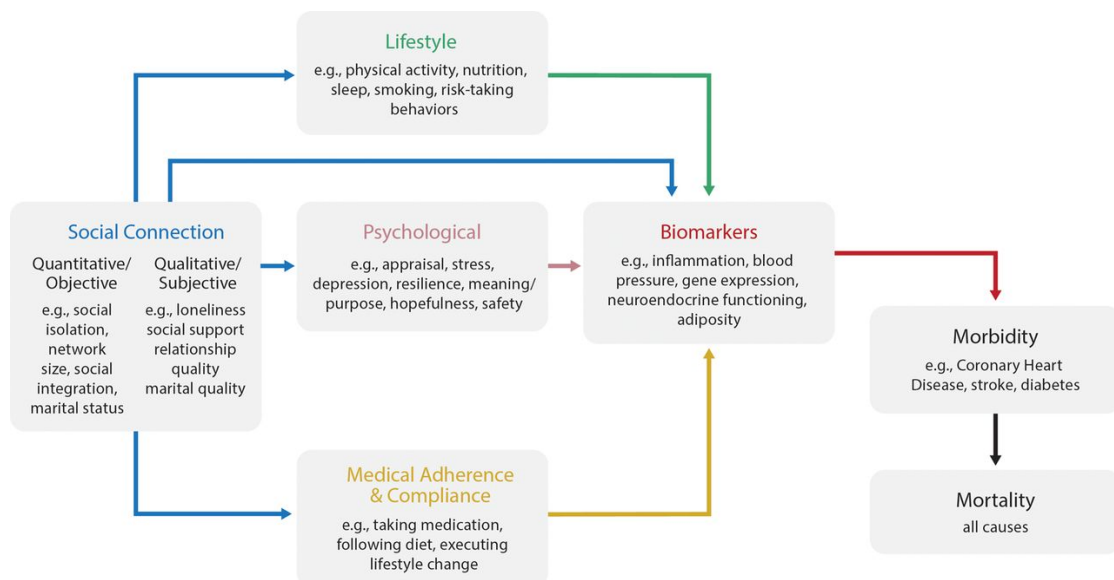 Lifestyle
e.g., physical activity, nutrition,
sleep, smoking, risk-taking
behaviors
Social Connection
Quantitative/
Objective
e.g., social
isolation,
network
size, social
integration,
marital status
Qualitative/
Subjective
e.g., loneliness
social support
relationship
quality
marital quality
Psychological
e.g., appraisal, stress,
depression, resilience, meaning/
purpose, hopefulness, safety
Biomarkers
e.g., inflammation, blood
pressure, gene expression,
neuroendocrine functioning,
adiposity
Medical Adherence
& Compliance
e.g., taking medication,
following diet, executing
lifestyle change
Morbidity
e.g., Coronary Heart
Disease, stroke, diabetes
Mortality
all causes